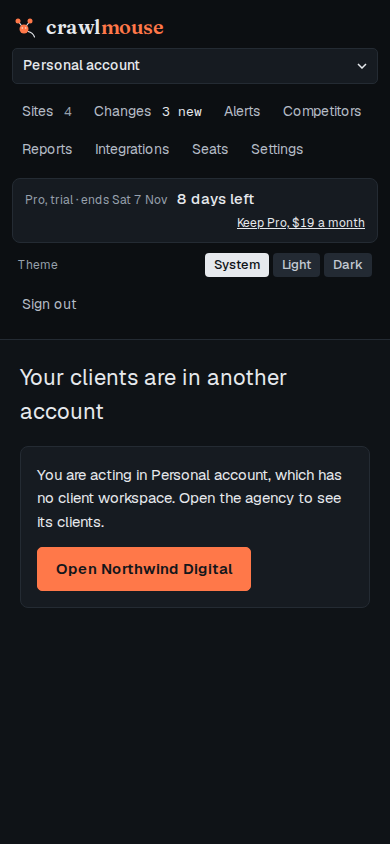 crawlmouse
Personal account
Sites 4 Changes 3 new Alerts Competitors
Reports Integrations Seats Settings
Pro, trial · ends Sat 7 Nov 8 days left
Keep Pro, $19 a month
Theme System Light Dark
Sign out
Your clients are in another
account
You are acting in Personal account, which has
no client workspace. Open the agency to see
its clients.
Open Northwind Digital